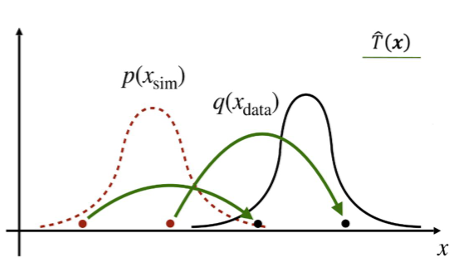 T̂(x)
p(x_sim)
q(x_data)
x